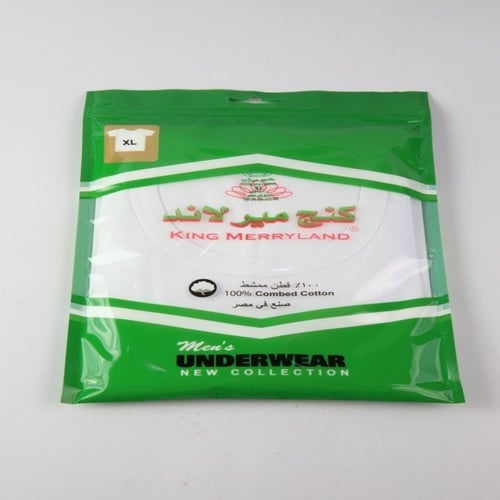 XL
كنج ميرلاند
KING MERRYLAND®
١٠٠٪ قطن ممشط
100% Combed Cotton
صنع في مصر
Men's
UNDERWEAR
NEW COLLECTION